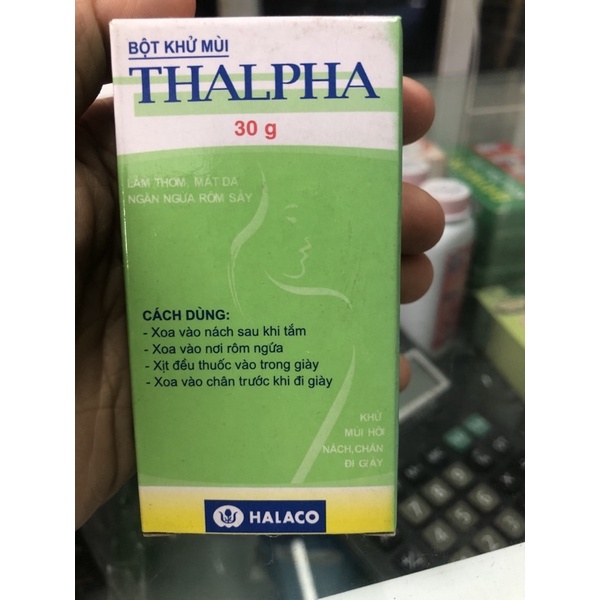 BỘT KHỬ MÙI
THALPHA
30 g
LÀM THƠM, MÁT DA
NGĂN NGỪA RÔM SẨY
CÁCH DÙNG:
- Xoa vào nách sau khi tắm
- Xoa vào nơi rôm ngứa
- Xịt đều thuốc vào trong giày
- Xoa vào chân trước khi đi giày
KHỬ
MÙI HÔI
NÁCH, CHÂN
ĐI GIÀY
HALACO